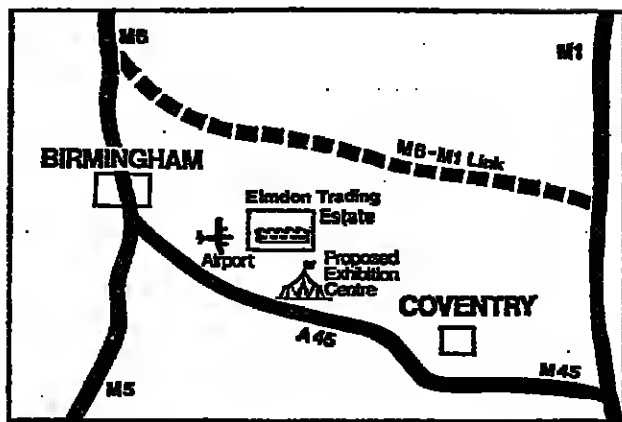 M6
M1
M6-M1 Link
BIRMINGHAM
Elmdon Trading
Estate
Airport
Proposed
Exhibition
Centre
COVENTRY
A45
M45
M5